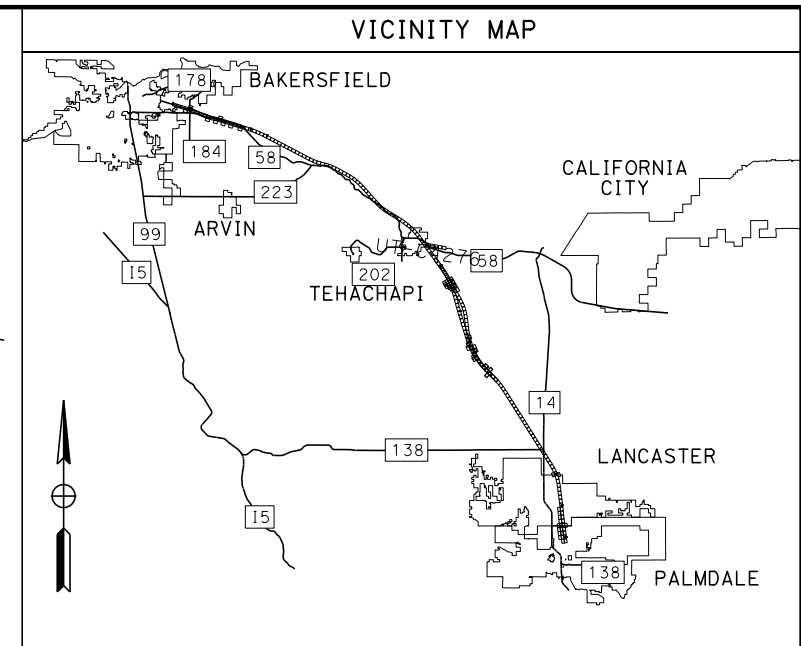 VICINITY MAP
178
BAKERSFIELD
184
58
CALIFORNIA
CITY
223
ARVIN
99
I5
58
202
TEHACHAPI
14
138
LANCASTER
I5
138
PALMDALE